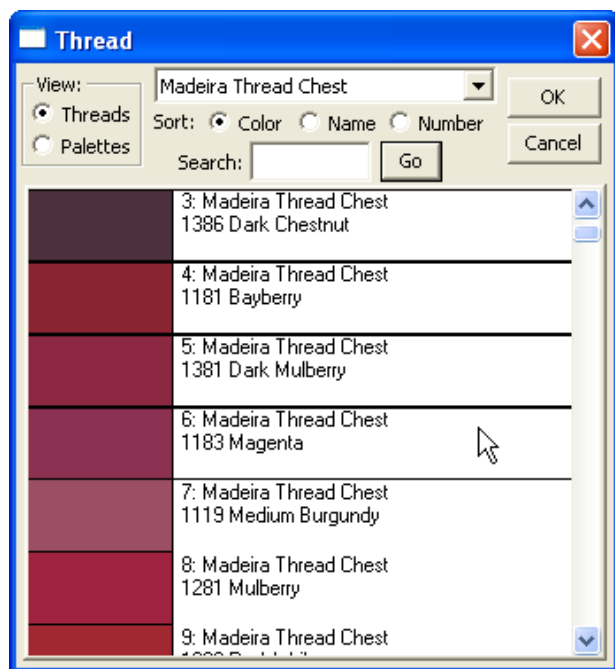 Thread
View:
Threads
Palettes
Madeira Thread Chest
Sort: Color Name Number
Search: Go
OK
Cancel
3: Madeira Thread Chest
1386 Dark Chestnut
4: Madeira Thread Chest
1181 Bayberry
5: Madeira Thread Chest
1381 Dark Mulberry
6: Madeira Thread Chest
1183 Magenta
7: Madeira Thread Chest
1119 Medium Burgundy
8: Madeira Thread Chest
1281 Mulberry
9: Madeira Thread Chest